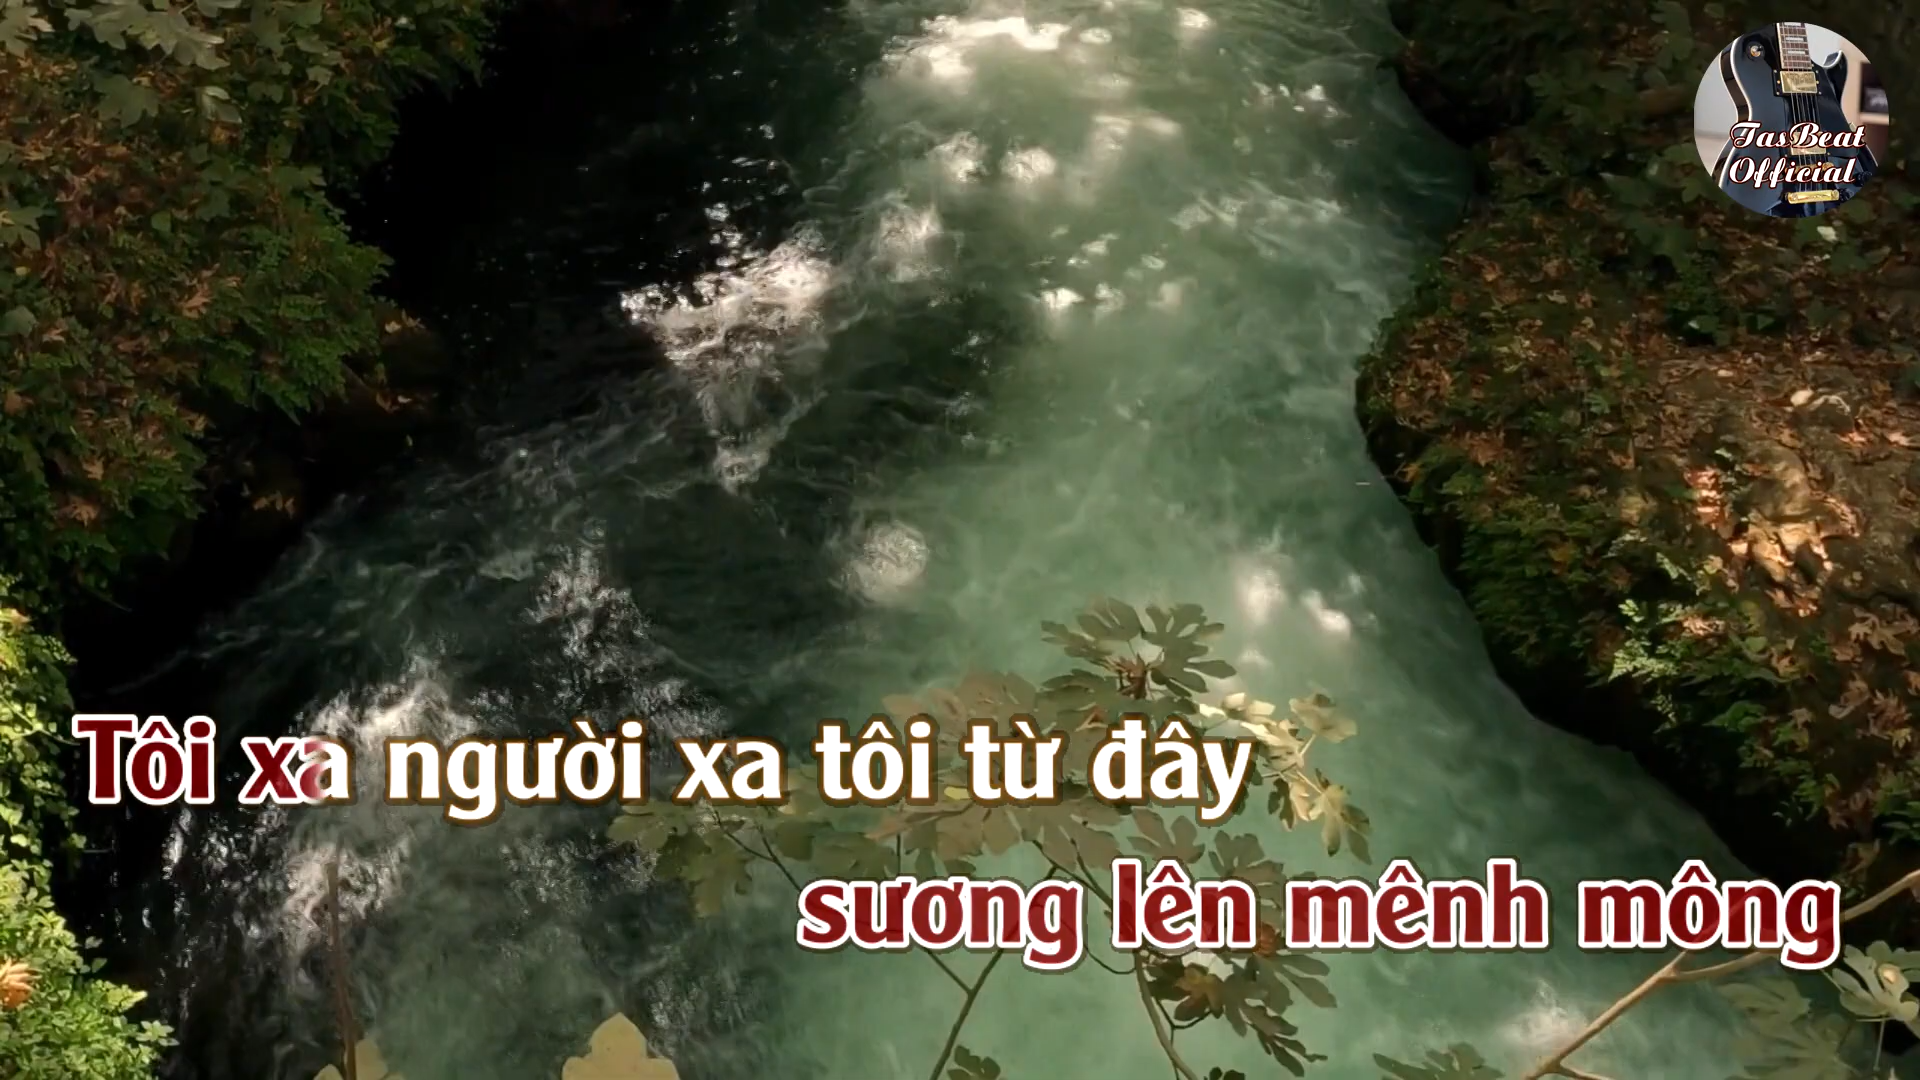 TasBeat
Official
Tôi xa người xa tôi từ đây
sương lên mênh mông